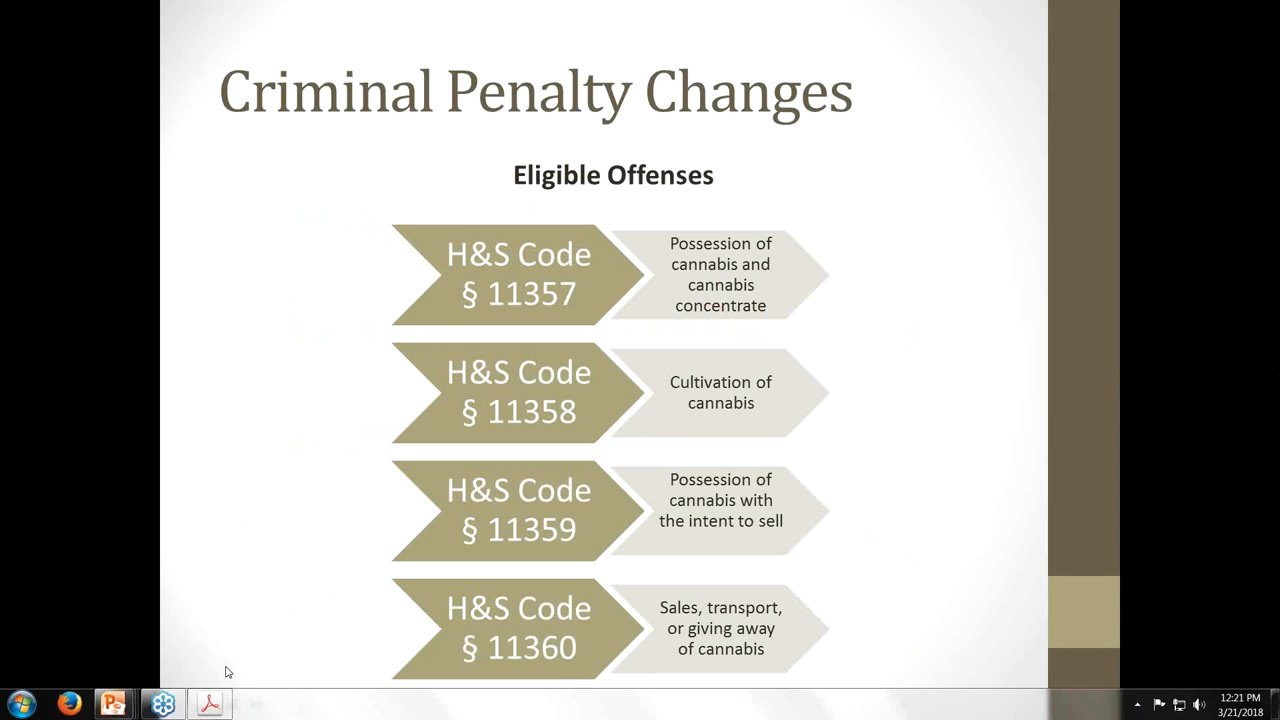 Criminal Penalty Changes
Eligible Offenses
H&S Code
§ 11357
Possession of
cannabis and
cannabis
concentrate
H&S Code
§ 11358
Cultivation of
cannabis
H&S Code
§ 11359
Possession of
cannabis with
the intent to sell
H&S Code
§ 11360
Sales, transport,
or giving away
of cannabis
12:21 PM
3/21/2018